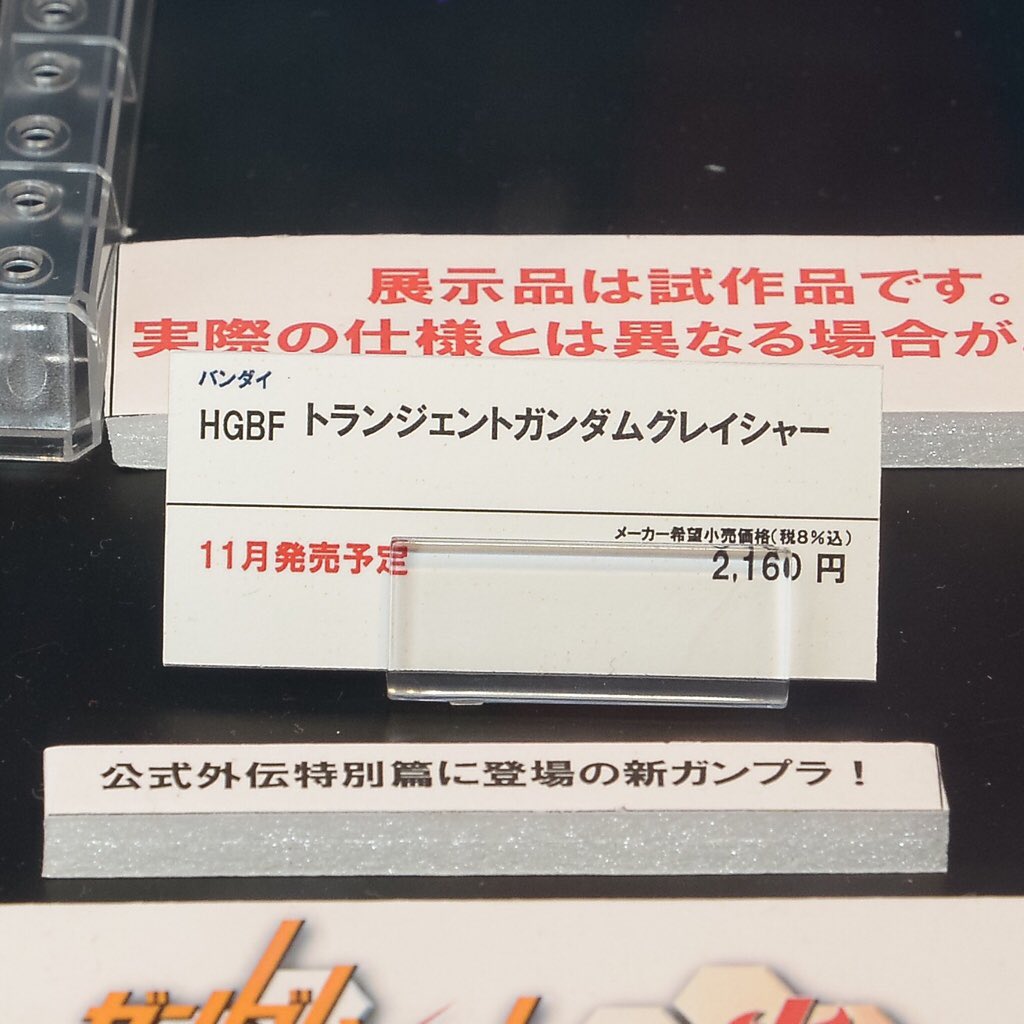 展示品は試作品です。
実際の仕様とは異なる場合が
バンダイ
HGBF トランジェントガンダムグレイシャー
メーカー希望小売価格(税8%込)
11月発売予定
2,160 円
公式外伝特別篇に登場の新ガンプラ！
ガンダム